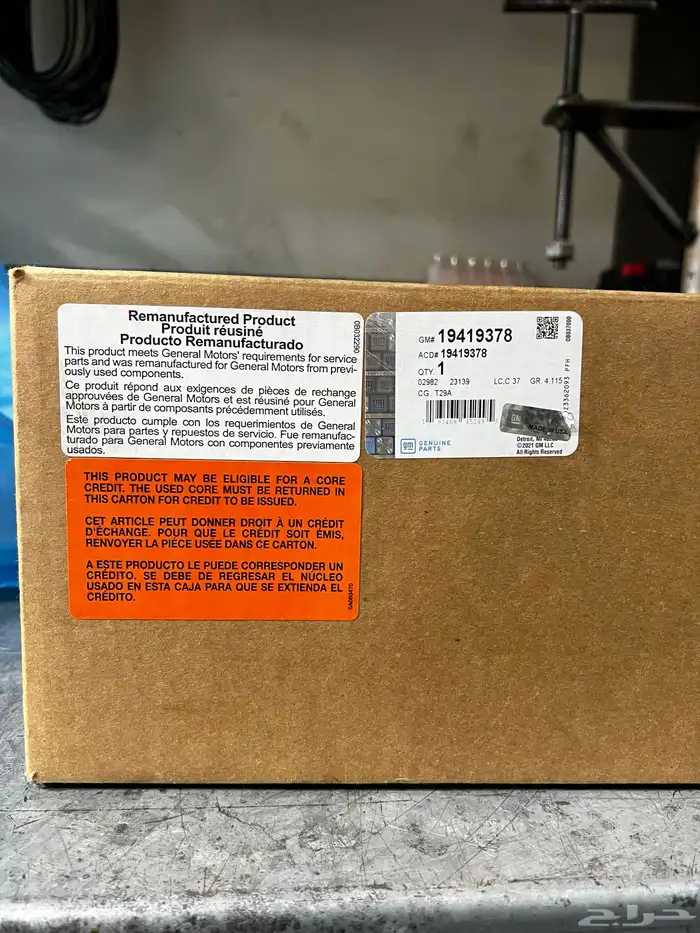 Remanufactured Product
Produit réusiné
Producto Remanufacturado
This product meets General Motors' requirements for service
parts and was remanufactured for General Motors from previ-
ously used components.
Ce produit répond aux exigences de pièces de rechange
approuvées de General Motors et est réusiné pour General
Motors à partir de composants précédemment utilisés.
Este producto cumple con los requerimientos de General
Motors para partes y repuestos de servicio. Fue remanufac-
turado para General Motors con componentes previamente
usados.
0B032290
GM# 19419378
ACD# 19419378
QTY. 1
02982 23139 LC,C 37 GR. 4.115
CG T29A
GM GENUINE
PARTS
GM
MADE IN USA
©2021 GM LLC
All Rights Reserved
0B037000
Z3362093 PFH
THIS PRODUCT MAY BE ELIGIBLE FOR A CORE
CREDIT. THE USED CORE MUST BE RETURNED IN
THIS CARTON FOR CREDIT TO BE ISSUED.
CET ARTICLE PEUT DONNER DROIT À UN CRÉDIT
D'ÉCHANGE. POUR QUE LE CRÉDIT SOIT ÉMIS,
RENVOYER LA PIÈCE USÉE DANS CE CARTON.
A ESTE PRODUCTO LE PUEDE CORRESPONDER UN
CRÉDITO. SE DEBE DE REGRESAR EL NÚCLEO
USADO EN ESTA CAJA PARA QUE SE EXTIENDA EL
CRÉDITO.
حراج